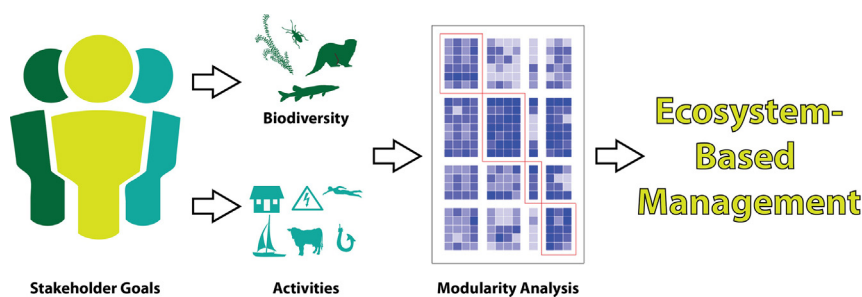 Biodiversity
Stakeholder Goals
Activities
Modularity Analysis
Ecosystem-
Based
Management